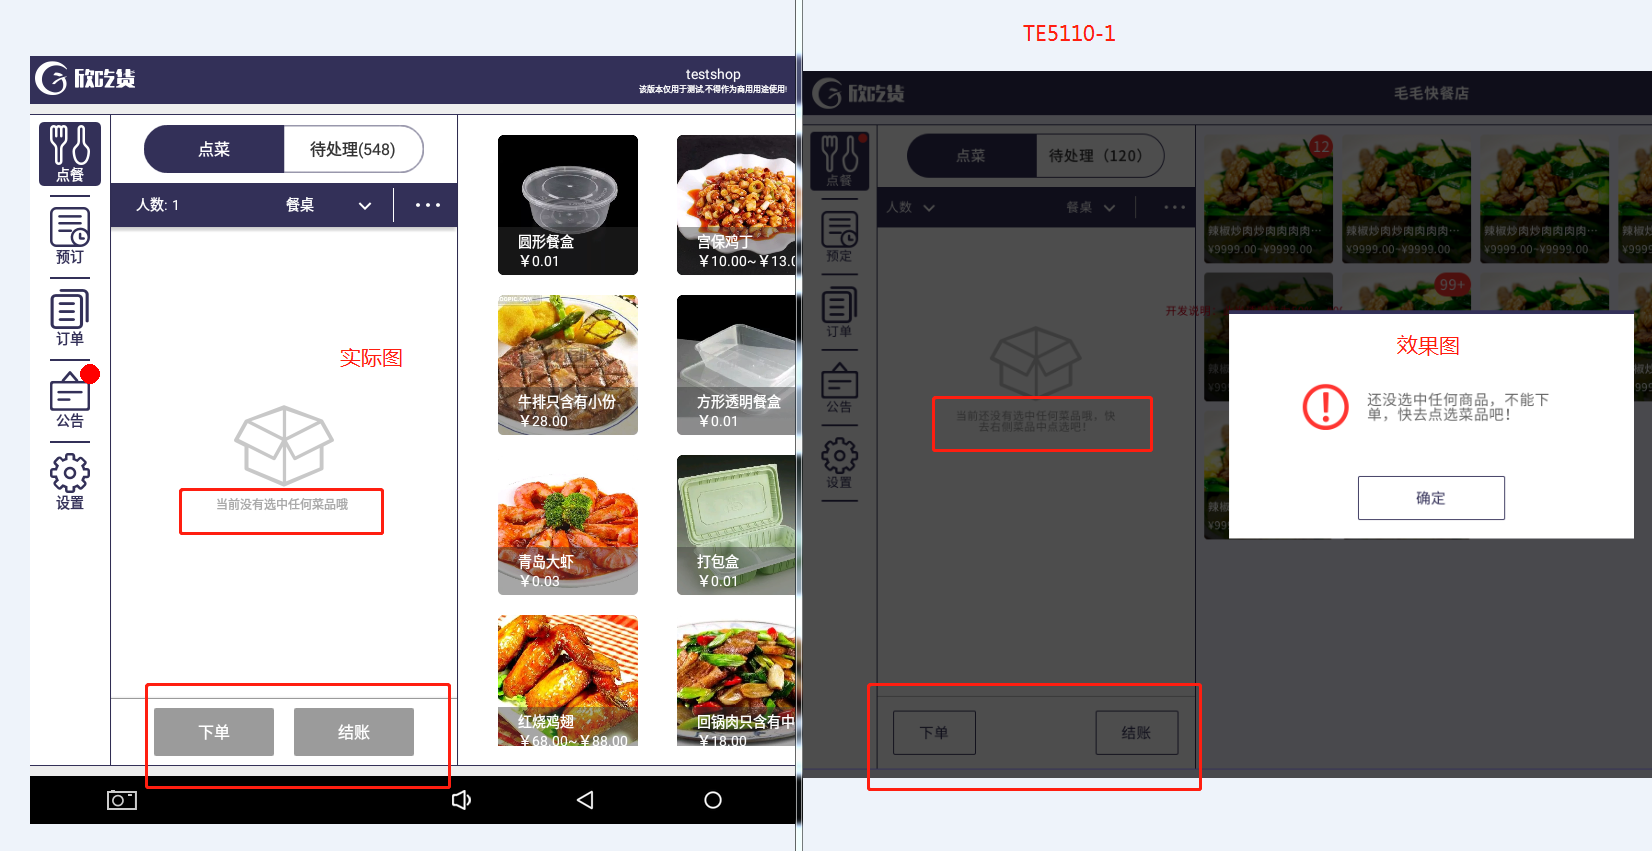 TE5110-1
欣吃货
testshop
该版本仅用于测试,不得作为商用用途使用!
点餐
预订
订单
公告
设置
点菜
待处理(548)
人数: 1
餐桌
实际图
当前没有选中任何菜品哦
下单
结账
圆形餐盒
￥0.01
宫保鸡丁
￥10.00~￥13.0
牛排只含有小份
￥28.00
方形透明餐盒
￥0.01
青岛大虾
￥0.03
打包盒
￥0.01
红烧鸡翅
￥68.00~￥88.00
回锅肉只含有中
￥18.00
欣吃货
毛毛快餐店
点餐
预定
订单
公告
设置
点菜
待处理（120）
人数
餐桌
12
辣椒炒肉炒肉肉肉肉…
¥9999.00~¥9999.00
辣椒炒肉炒肉肉肉肉…
¥9999.00~¥9999.00
辣椒炒肉炒肉肉肉肉…
¥9999.00~¥9999.00
辣椒炒
¥9999.
99+
开发说明：
当前还没有选中任何菜品哦，快
去右侧菜品中点选吧！
效果图
还没选中任何商品，不能下
单，快去点选菜品吧！
确定
下单
结账